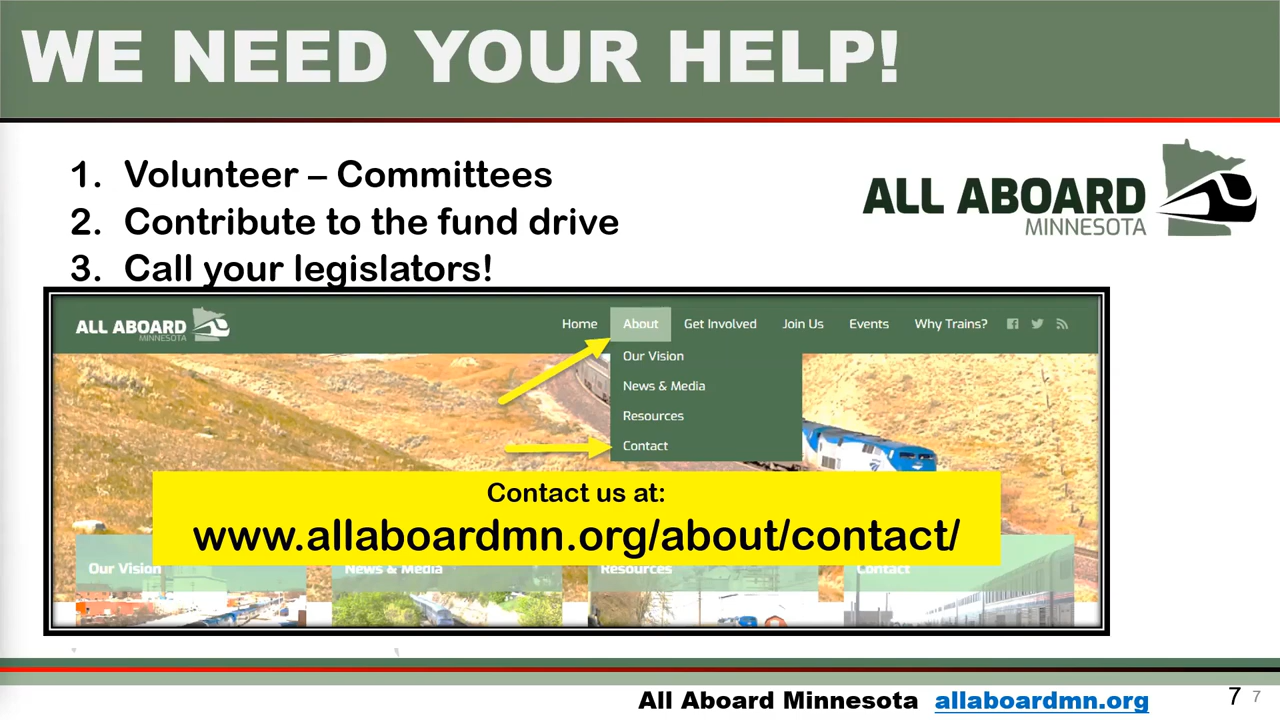 WE NEED YOUR HELP!
1. Volunteer – Committees
2. Contribute to the fund drive
3. Call your legislators!
ALL ABOARD
MINNESOTA
ALL ABOARD
MINNESOTA
Home About Get Involved Join Us Events Why Trains?
Our Vision
News & Media
Resources
Contact
Contact us at:
www.allaboardmn.org/about/contact/
Our Vision News & Media Resources Contact
All Aboard Minnesota allaboardmn.org 7 7